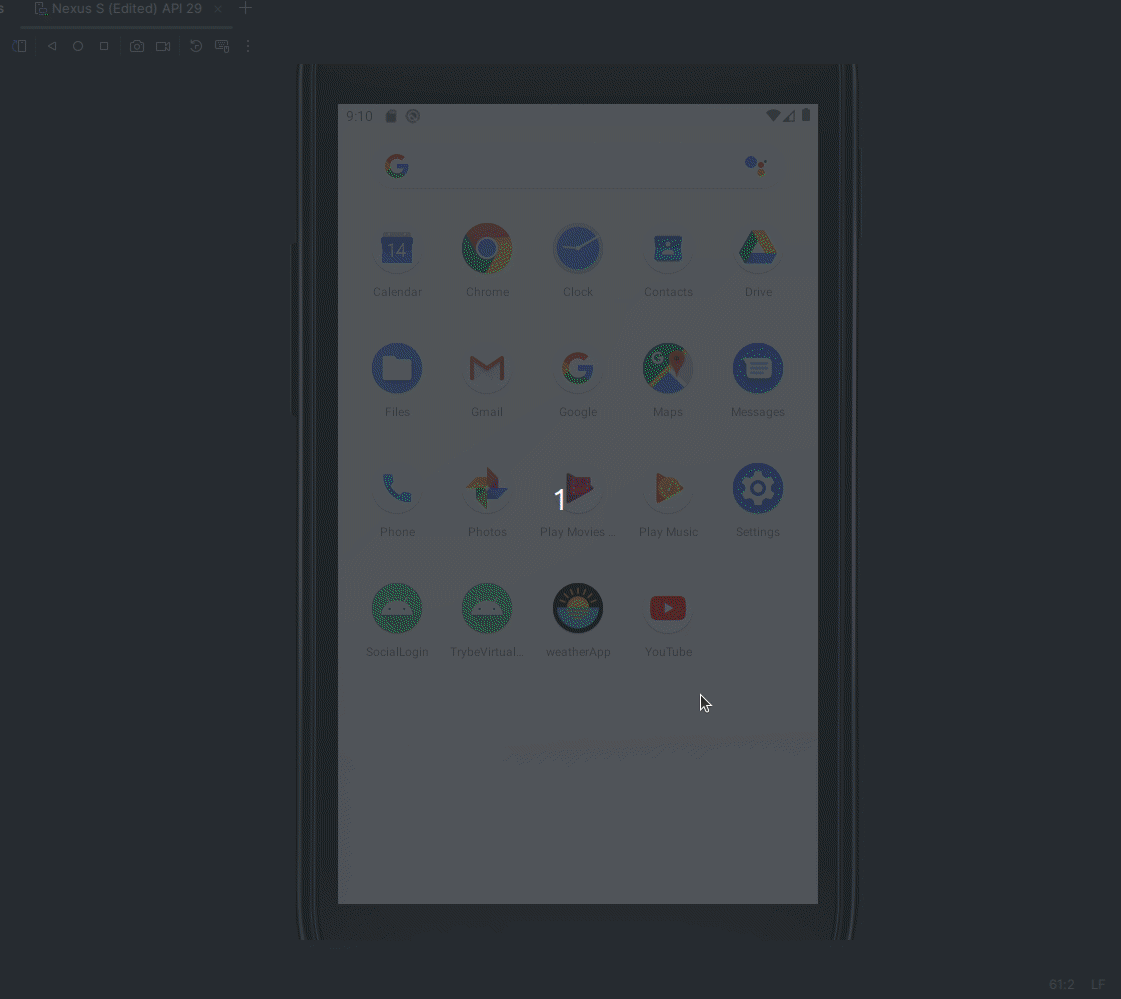 s Nexus S (Edited) API 29
9:10
14
Calendar Chrome Clock Contacts Drive
Files Gmail Google Maps Messages
1
Phone Photos Play Movies ... Play Music Settings
SocialLogin TrybeVirtual... weatherApp YouTube
61:2 LF